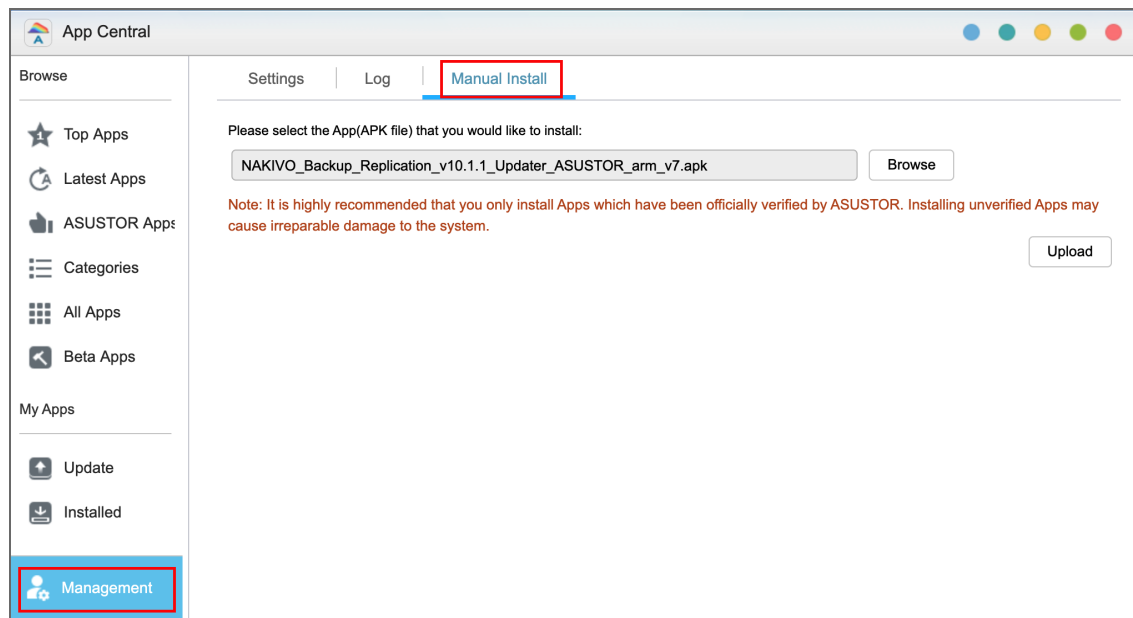 App Central
Browse
Top Apps
Latest Apps
ASUSTOR Apps
Categories
All Apps
Beta Apps
My Apps
Update
Installed
Management
Settings
Log
Manual Install
Please select the App(APK file) that you would like to install:
NAKIVO_Backup_Replication_v10.1.1_Updater_ASUSTOR_arm_v7.apk
Browse
Note: It is highly recommended that you only install Apps which have been officially verified by ASUSTOR. Installing unverified Apps may
cause irreparable damage to the system.
Upload